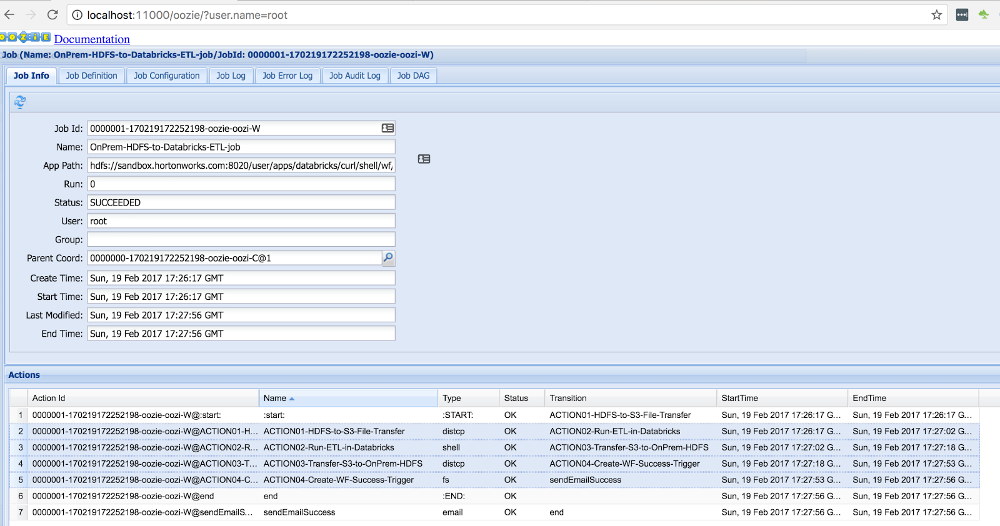 localhost:11000/oozie/?user.name=root
OOZIE Documentation
Job (Name: OnPrem-HDFS-to-Databricks-ETL-job/JobId: 0000001-170219172252198-oozie-oozi-W)
Job Info Job Definition Job Configuration Job Log Job Error Log Job Audit Log Job DAG
Job Id: 0000001-170219172252198-oozie-oozi-W
Name: OnPrem-HDFS-to-Databricks-ETL-job
App Path: hdfs://sandbox.hortonworks.com:8020/user/apps/databricks/curl/shell/wf/
Run: 0
Status: SUCCEEDED
User: root
Group:
Parent Coord: 0000000-170219172252198-oozie-oozi-C@1
Create Time: Sun, 19 Feb 2017 17:26:17 GMT
Start Time: Sun, 19 Feb 2017 17:26:17 GMT
Last Modified: Sun, 19 Feb 2017 17:27:56 GMT
End Time: Sun, 19 Feb 2017 17:27:56 GMT
Actions
Action Id Name Type Status Transition StartTime EndTime
1 0000001-170219172252198-oozie-oozi-W@:start: :start: :START: OK ACTION01-HDFS-to-S3-File-Transfer Sun, 19 Feb 2017 17:26:17 G... Sun, 19 Feb 2017 17:26:17 G...
2 0000001-170219172252198-oozie-oozi-W@ACTION01-H... ACTION01-HDFS-to-S3-File-Transfer distcp OK ACTION02-Run-ETL-in-Databricks Sun, 19 Feb 2017 17:26:17 G... Sun, 19 Feb 2017 17:27:02 G...
3 0000001-170219172252198-oozie-oozi-W@ACTION02-R... ACTION02-Run-ETL-in-Databricks shell OK ACTION03-Transfer-S3-to-OnPrem-HDFS Sun, 19 Feb 2017 17:27:02 G... Sun, 19 Feb 2017 17:27:18 G...
4 0000001-170219172252198-oozie-oozi-W@ACTION03-T... ACTION03-Transfer-S3-to-OnPrem-HDFS distcp OK ACTION04-Create-WF-Success-Trigger Sun, 19 Feb 2017 17:27:18 G... Sun, 19 Feb 2017 17:27:53 G...
5 0000001-170219172252198-oozie-oozi-W@ACTION04-C... ACTION04-Create-WF-Success-Trigger fs OK sendEmailSuccess Sun, 19 Feb 2017 17:27:53 G... Sun, 19 Feb 2017 17:27:56 G...
6 0000001-170219172252198-oozie-oozi-W@end end :END: OK Sun, 19 Feb 2017 17:27:56 G... Sun, 19 Feb 2017 17:27:56 G...
7 0000001-170219172252198-oozie-oozi-W@sendEmailS... sendEmailSuccess email OK end Sun, 19 Feb 2017 17:27:56 G... Sun, 19 Feb 2017 17:27:56 G...